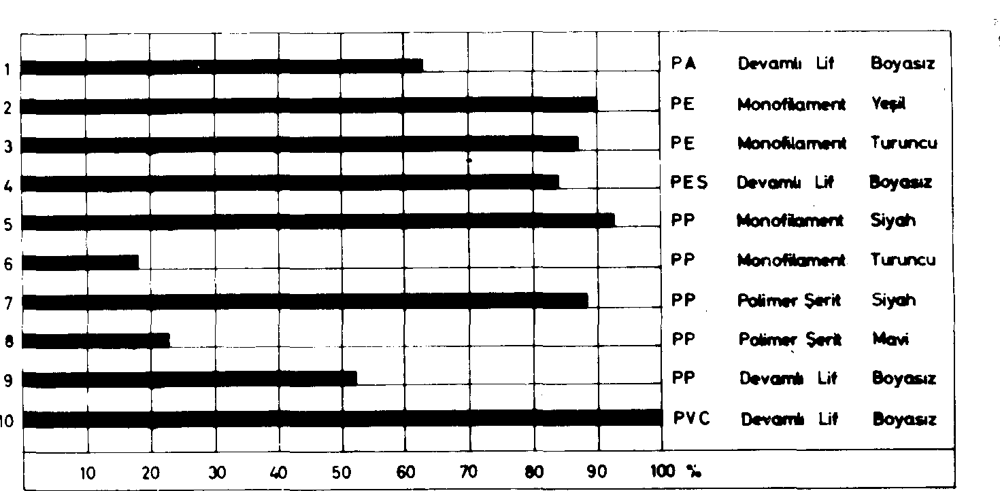 1 PA Devamlı Lif Boyasız
2 PE Monofilament Yeşil
3 PE Monofilament Turuncu
4 PES Devamlı Lif Boyasız
5 PP Monofilament Siyah
6 PP Monofilament Turuncu
7 PP Polimer Şerit Siyah
8 PP Polimer Şerit Mavi
9 PP Devamlı Lif Boyasız
10 PVC Devamlı Lif Boyasız
10 20 30 40 50 60 70 80 90 100 %